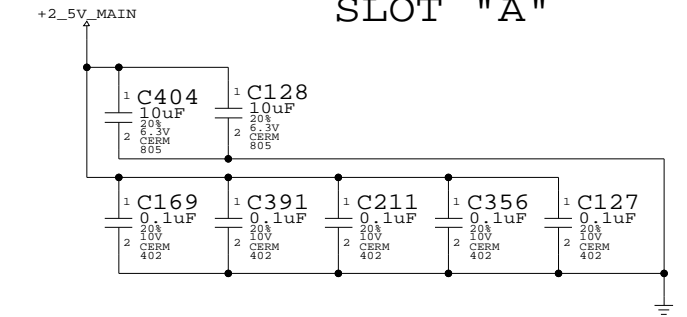 +2_5V_MAIN
SLOT "A"
1 C404
10uF
20%
6.3V
2 CERM
805
1 C128
10uF
20%
6.3V
2 CERM
805
1 C169
0.1uF
20%
10V
2 CERM
402
1 C391
0.1uF
20%
10V
2 CERM
402
1 C211
0.1uF
20%
10V
2 CERM
402
1 C356
0.1uF
20%
10V
2 CERM
402
1 C127
0.1uF
20%
10V
2 CERM
402